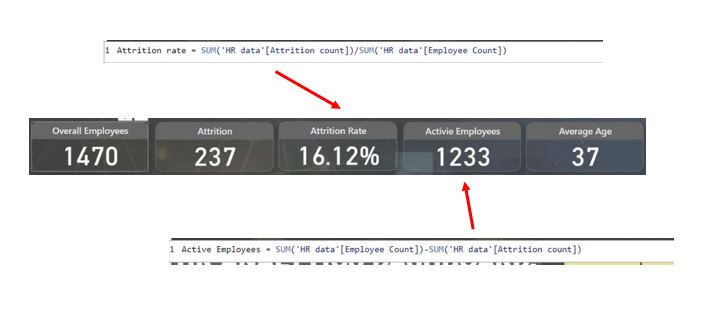 1 Attrition rate = SUM('HR data'[Attrition count])/SUM('HR data'[Employee Count])
Overall Employees Attrition Attrition Rate Activie Employees Average Age
1470 237 16.12% 1233 37
1 Active Employees = SUM('HR data'[Employee Count])-SUM('HR data'[Attrition count])